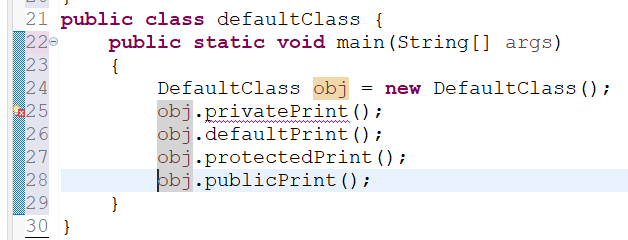 21 public class defaultClass {
22 public static void main(String[] args)
23 {
24 DefaultClass obj = new DefaultClass();
25 obj.privatePrint();
26 obj.defaultPrint();
27 obj.protectedPrint();
28 obj.publicPrint();
29 }
30 }